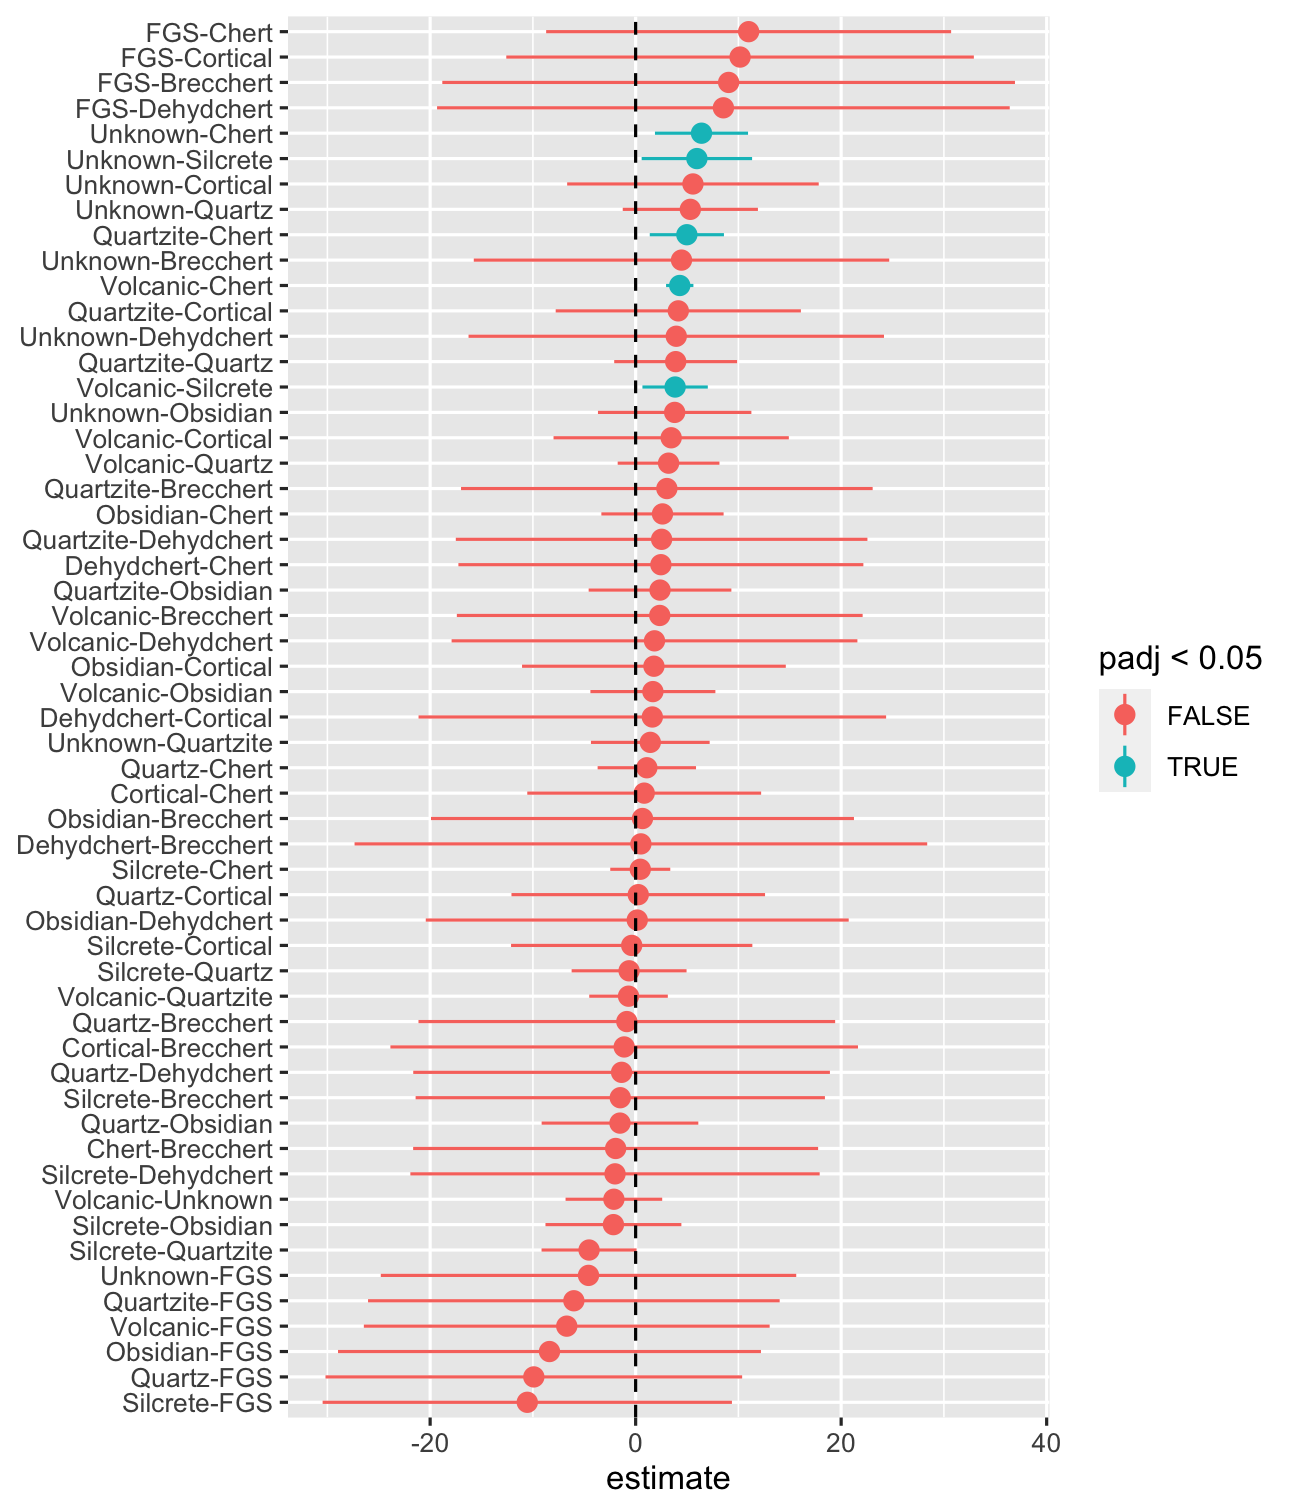 FGS-Chert
FGS-Cortical
FGS-Brecchert
FGS-Dehydchert
Unknown-Chert
Unknown-Silcrete
Unknown-Cortical
Unknown-Quartz
Quartzite-Chert
Unknown-Brecchert
Volcanic-Chert
Quartzite-Cortical
Unknown-Dehydchert
Quartzite-Quartz
Volcanic-Silcrete
Unknown-Obsidian
Volcanic-Cortical
Volcanic-Quartz
Quartzite-Brecchert
Obsidian-Chert
Quartzite-Dehydchert
Dehydchert-Chert
Quartzite-Obsidian
Volcanic-Brecchert
Volcanic-Dehydchert
Obsidian-Cortical
Volcanic-Obsidian
Dehydchert-Cortical
Unknown-Quartzite
Quartz-Chert
Cortical-Chert
Obsidian-Brecchert
Dehydchert-Brecchert
Silcrete-Chert
Quartz-Cortical
Obsidian-Dehydchert
Silcrete-Cortical
Silcrete-Quartz
Volcanic-Quartzite
Quartz-Brecchert
Cortical-Brecchert
Quartz-Dehydchert
Silcrete-Brecchert
Quartz-Obsidian
Chert-Brecchert
Silcrete-Dehydchert
Volcanic-Unknown
Silcrete-Obsidian
Silcrete-Quartzite
Unknown-FGS
Quartzite-FGS
Volcanic-FGS
Obsidian-FGS
Quartz-FGS
Silcrete-FGS
-20 0 20 40
estimate
padj < 0.05
FALSE
TRUE